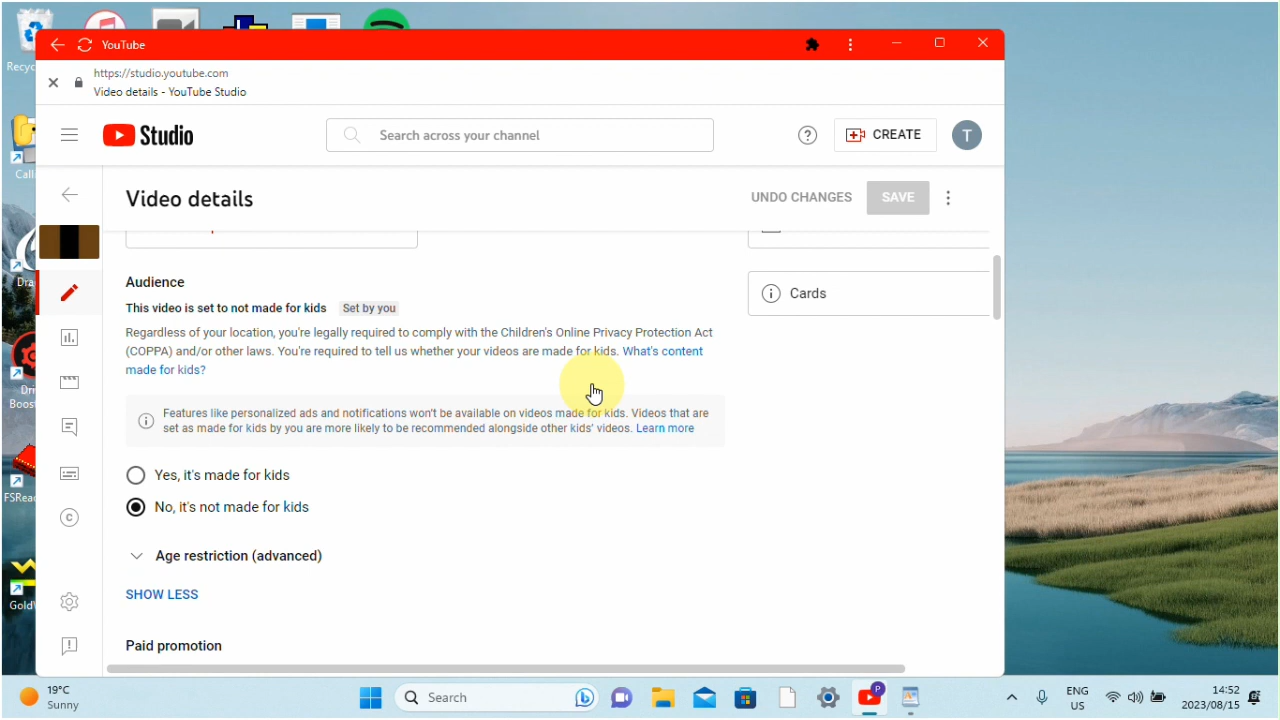 YouTube
https://studio.youtube.com
Video details - YouTube Studio
Studio
Search across your channel
CREATE
T
Video details
UNDO CHANGES
SAVE
Audience
This video is set to not made for kids
Set by you
Regardless of your location, you're legally required to comply with the Children's Online Privacy Protection Act
(COPPA) and/or other laws. You're required to tell us whether your videos are made for kids. What's content
made for kids?
Cards
Features like personalized ads and notifications won't be available on videos made for kids. Videos that are
set as made for kids by you are more likely to be recommended alongside other kids' videos. Learn more
Yes, it's made for kids
No, it's not made for kids
Age restriction (advanced)
SHOW LESS
Paid promotion
19°C
Sunny
Search
P
ENG
US
14:52
2023/08/15